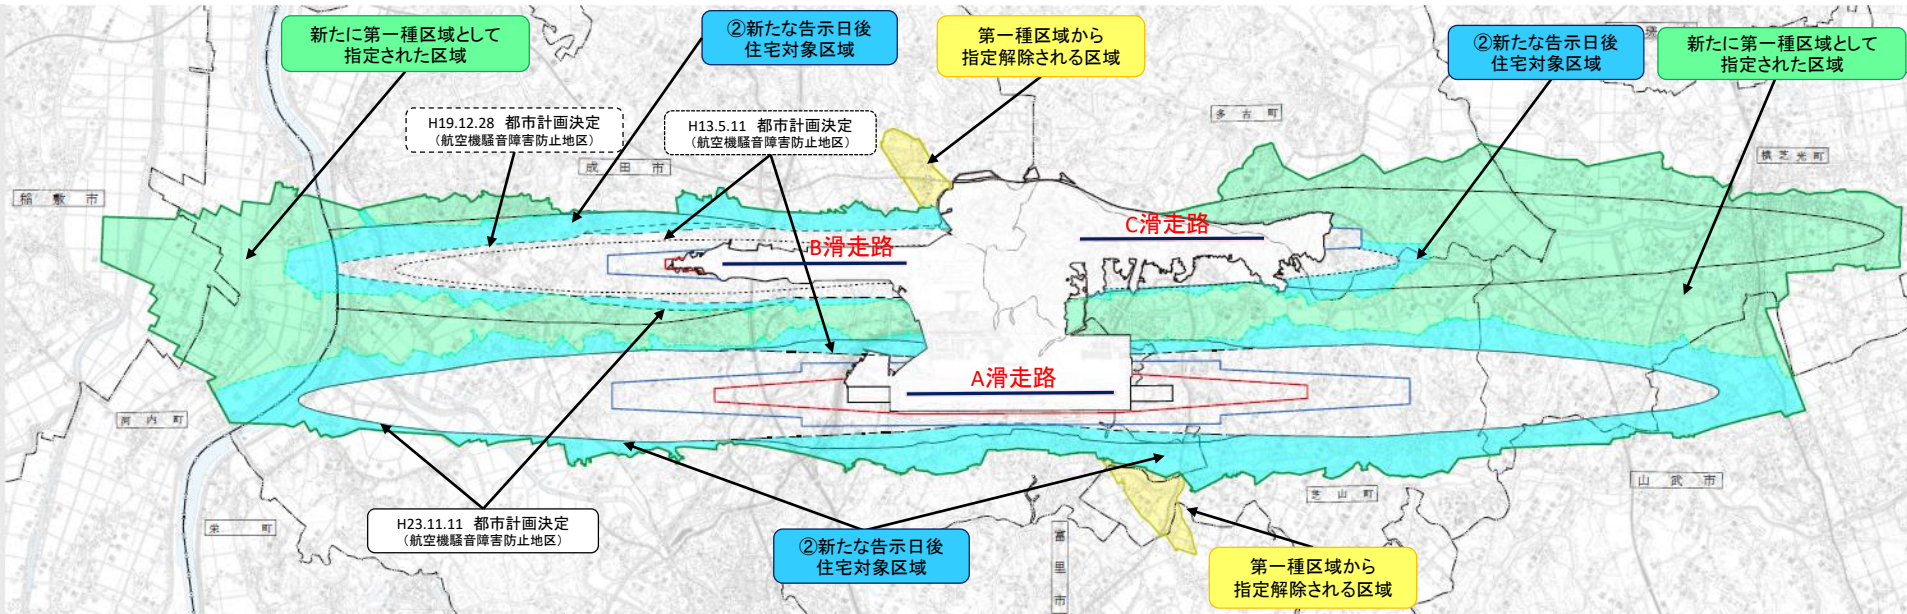 新たに第一種区域として
指定された区域
②新たな告示日後
住宅対象区域
第一種区域から
指定解除される区域
②新たな告示日後
住宅対象区域
新たに第一種区域として
指定された区域
H19.12.28 都市計画決定
（航空機騒音障害防止地区）
H13.5.11 都市計画決定
（航空機騒音障害防止地区）
多古町
横芝光町
成田市
稲敷市
B滑走路
C滑走路
A滑走路
河内町
栄町
H23.11.11 都市計画決定
（航空機騒音障害防止地区）
②新たな告示日後
住宅対象区域
富里市
第一種区域から
指定解除される区域
芝山町
山武市